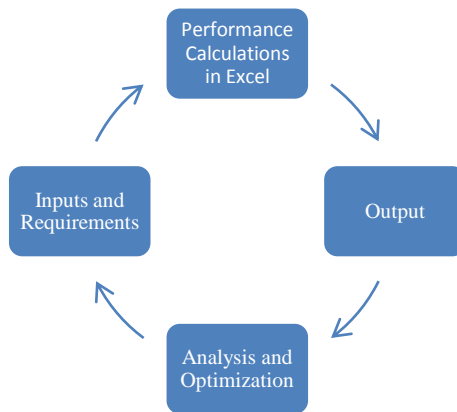 Performance
Calculations
in Excel
Inputs and
Requirements
Output
Analysis and
Optimization